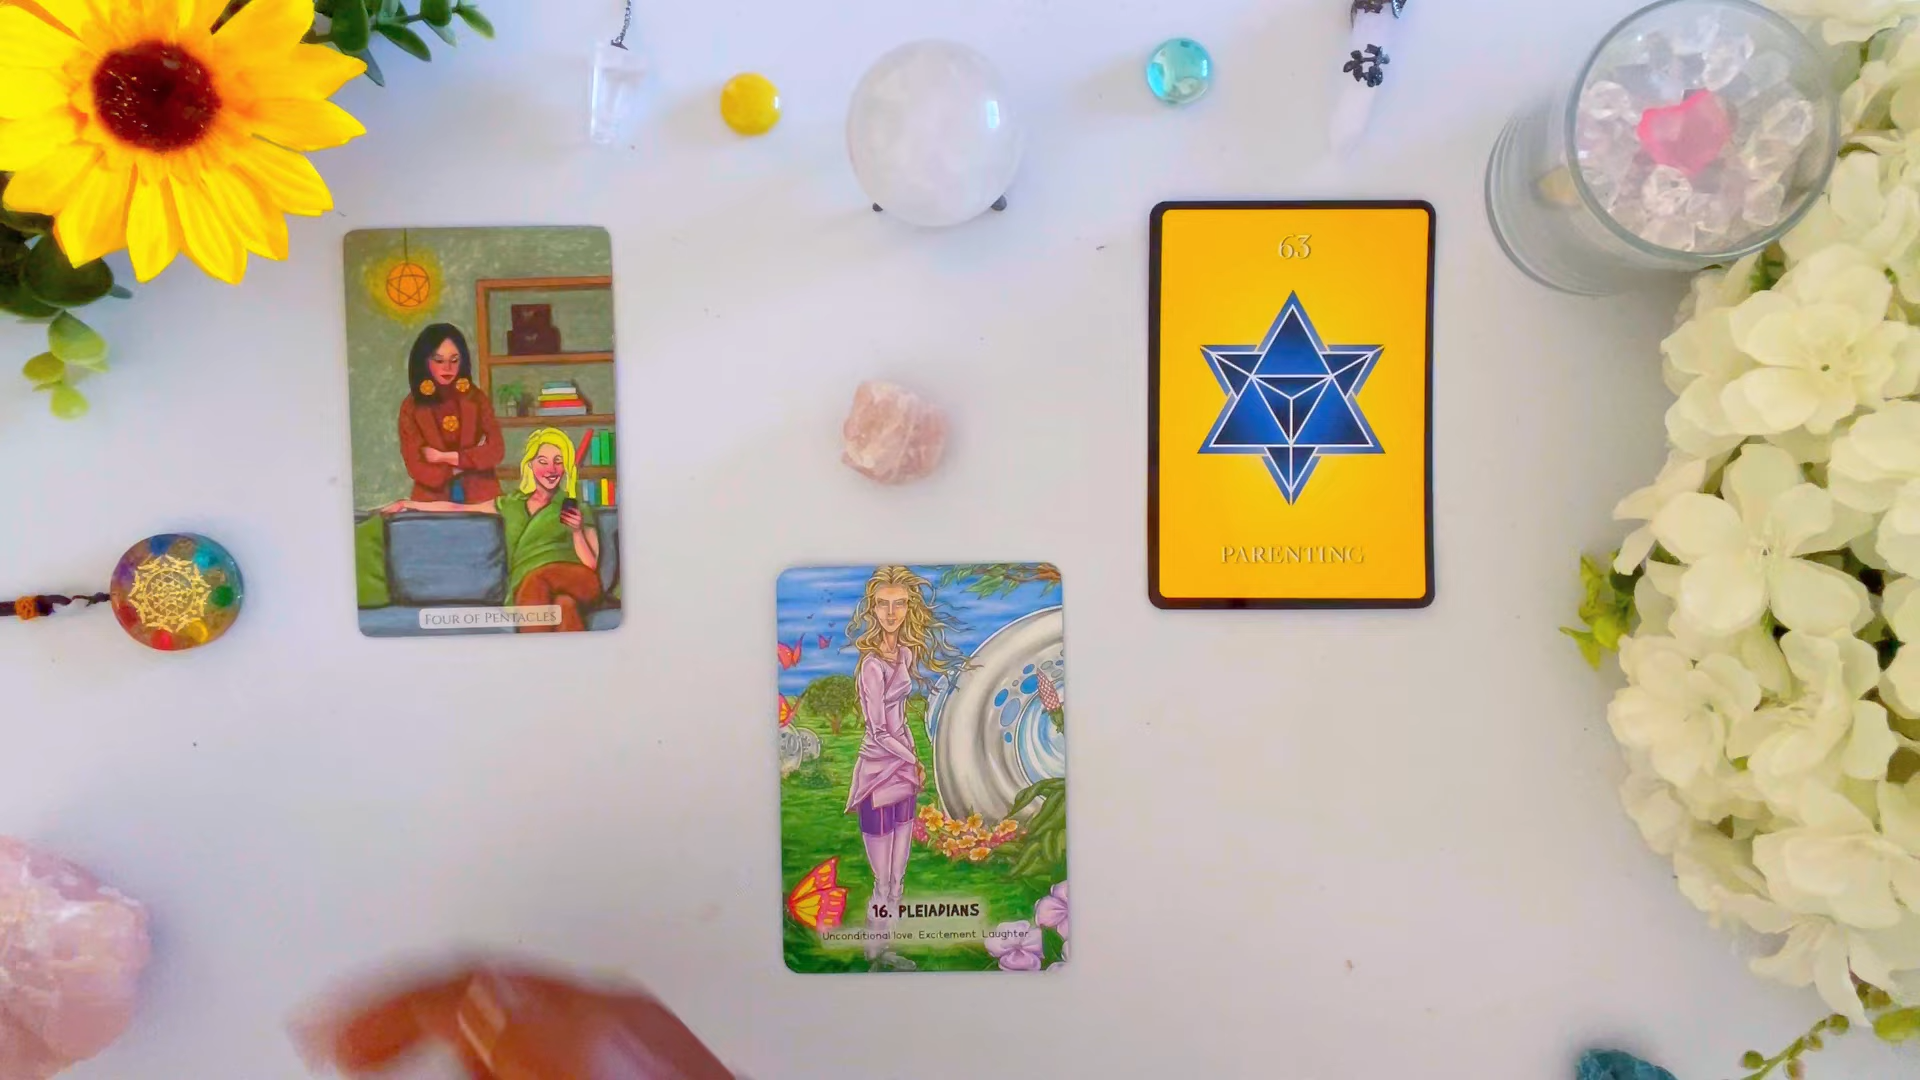 FOUR OF PENTACLES
63
PARENTING
16. PLEIADIANS
Unconditional love. Excitement. Laughter.